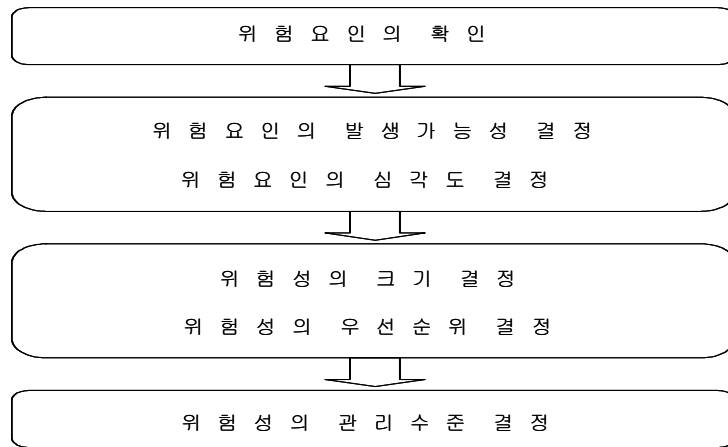 위험요인의 확인
위험요인의 발생가능성 결정
위험요인의 심각도 결정
위험성의 크기 결정
위험성의 우선순위 결정
위험성의 관리수준 결정